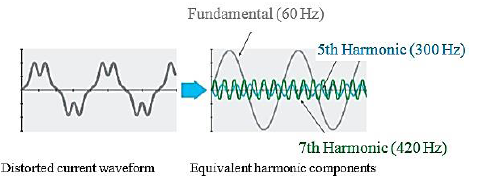 Fundamental (60 Hz)
5th Harmonic (300 Hz)
7th Harmonic (420 Hz)
Distorted current waveform
Equivalent harmonic components